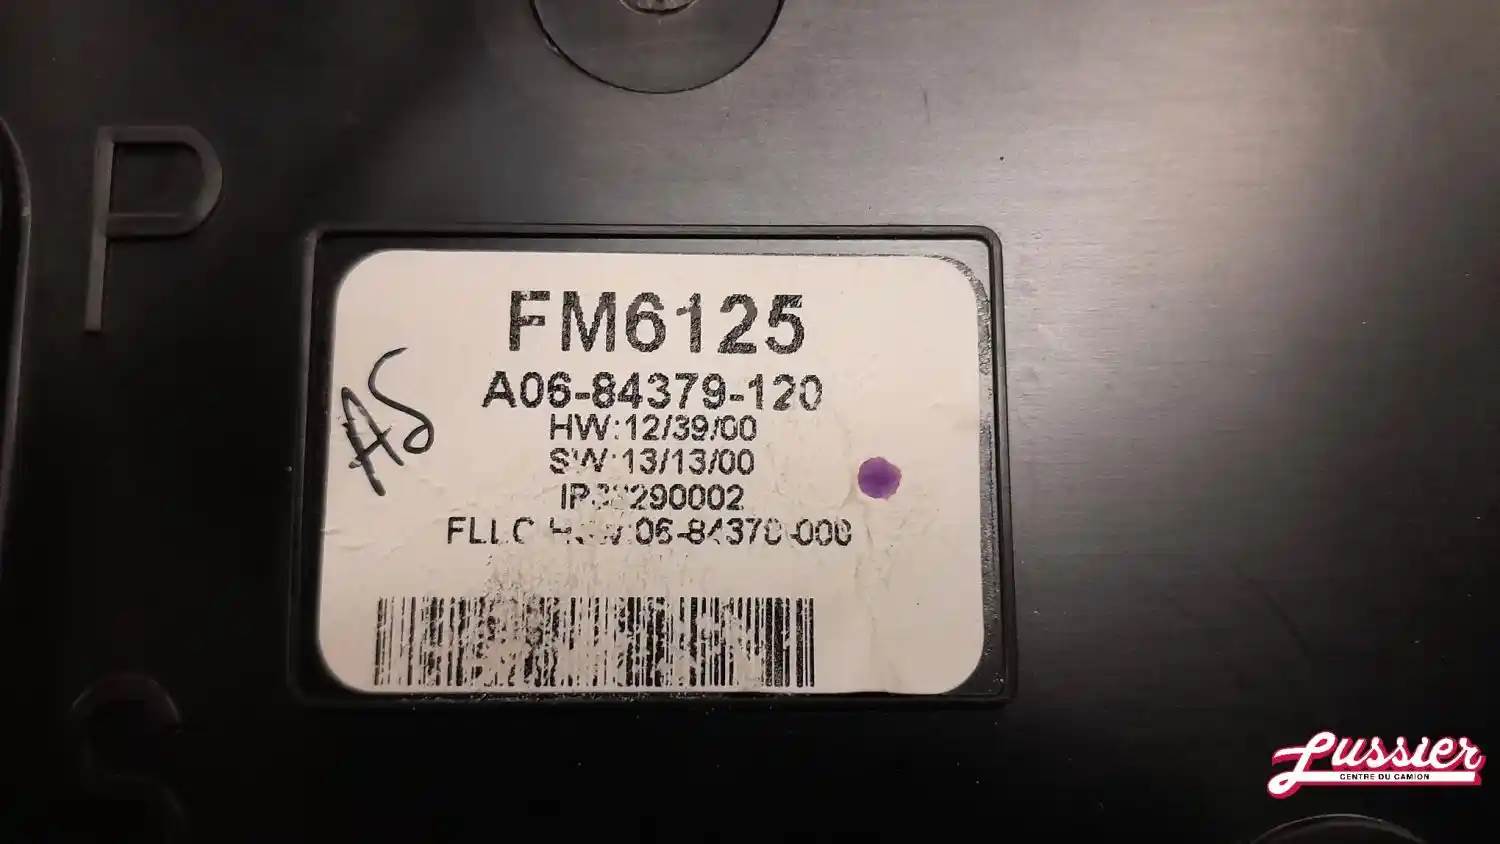 P
FM6125
A06-84379-120
HW:12/39/00
SW:13/13/00
AS
Lussier
CENTRE DU CAMION